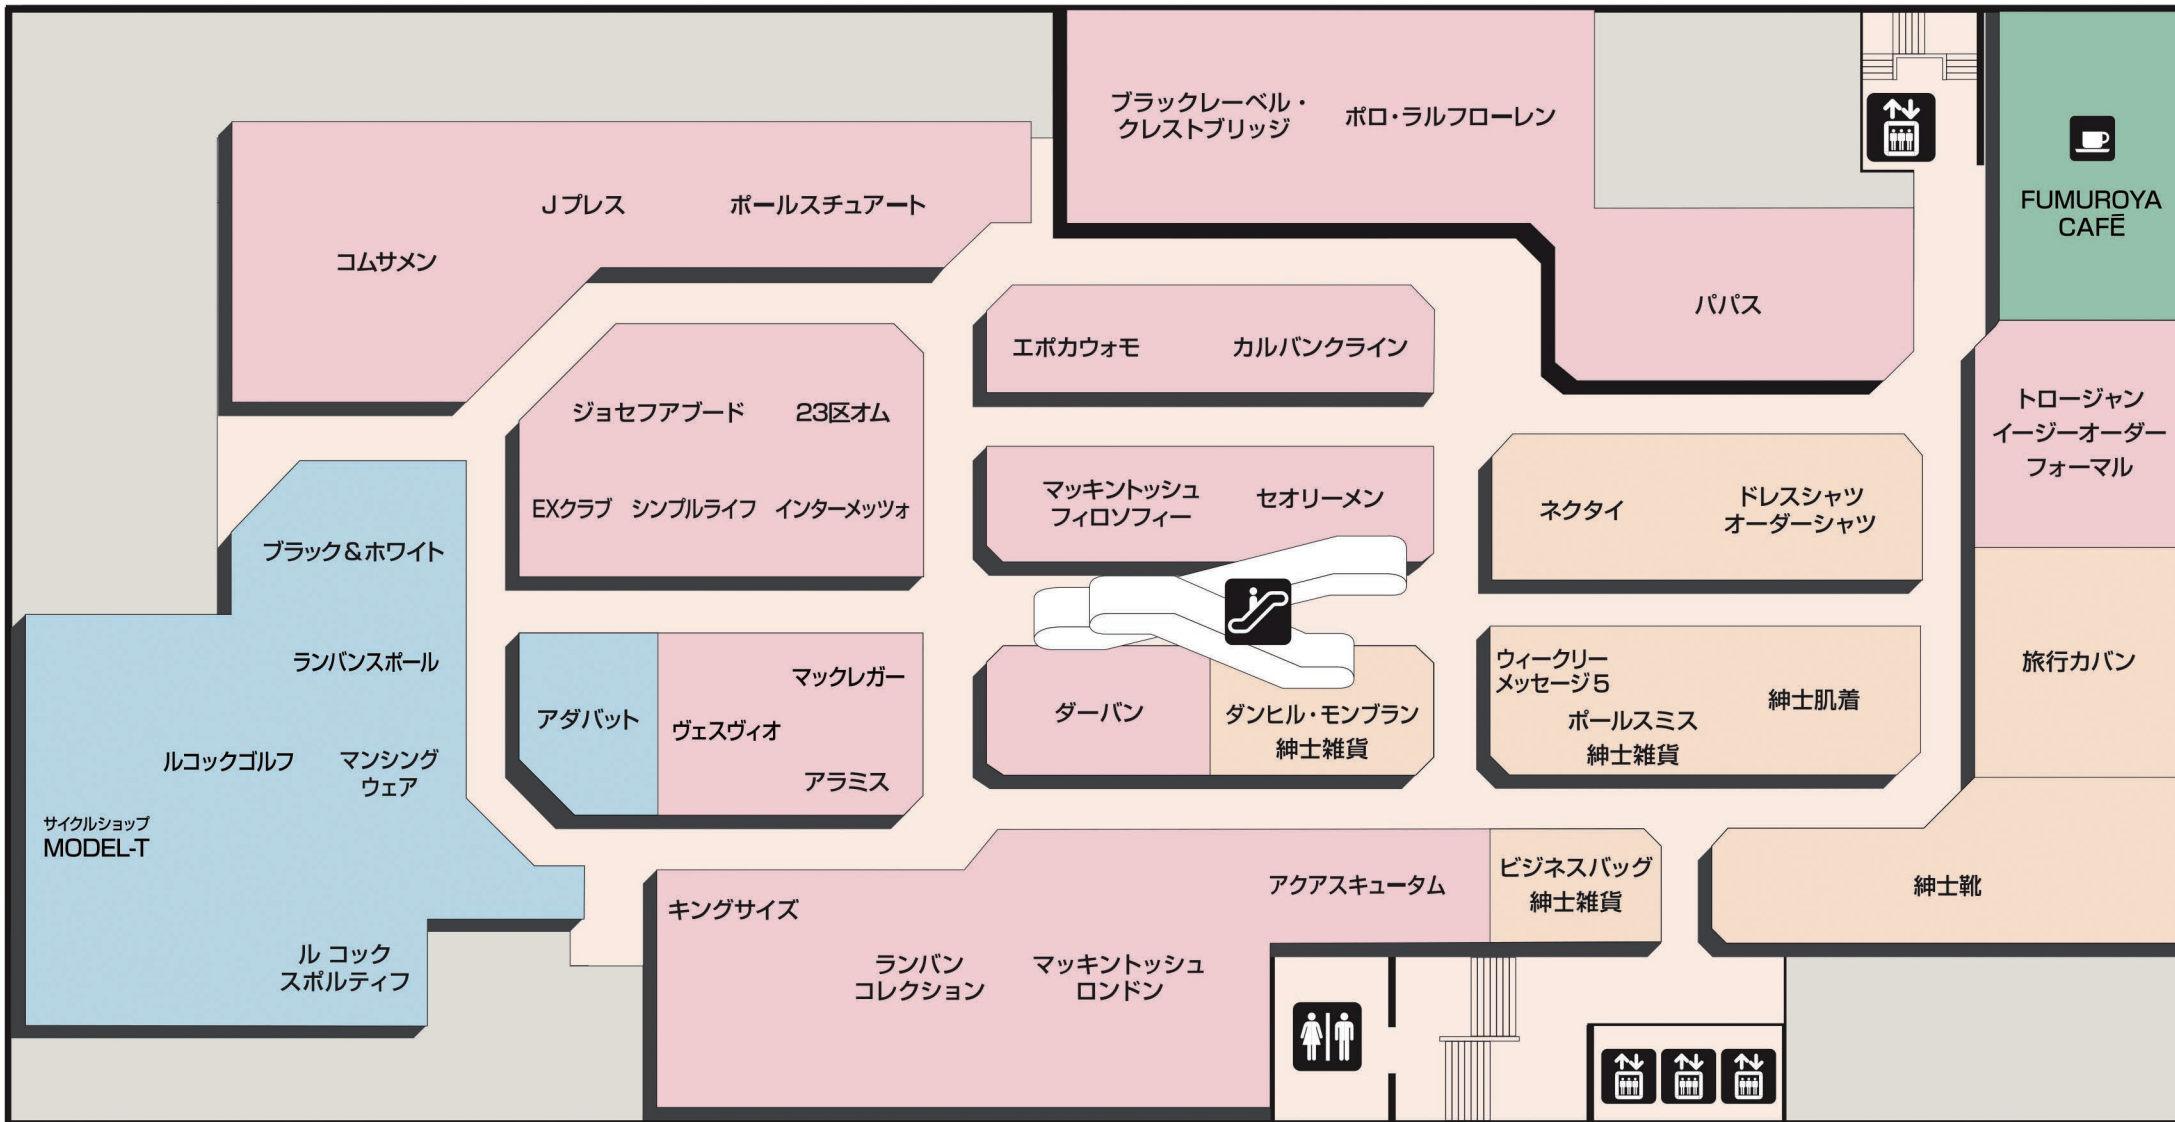 ブラックレーベル・
クレストブリッジ
ポロ・ラルフローレン
FUMUROYA
CAFÉ
Jプレス
ポールスチュアート
コムサメン
パパス
エポカウォモ
カルバンクライン
ジョセフアブード
23区オム
トロージャン
イージーオーダー
フォーマル
EXクラブ
シンプルライフ
インターメッツォ
マッキントッシュ
フィロソフィー
セオリーメン
ネクタイ
ドレスシャツ
オーダーシャツ
ブラック&ホワイト
ランバンスポール
アダバット
マックレガー
ヴェスヴィオ
アラミス
ダーバン
ダンヒル・モンブラン
紳士雑貨
ウィークリー
メッセージ5
ポールスミス
紳士雑貨
紳士肌着
旅行カバン
ルコックゴルフ
マンシング
ウェア
サイクルショップ
MODEL-T
ル コック
スポルティフ
キングサイズ
アクアスキュータム
ビジネスバッグ
紳士雑貨
紳士靴
ランバン
コレクション
マッキントッシュ
ロンドン